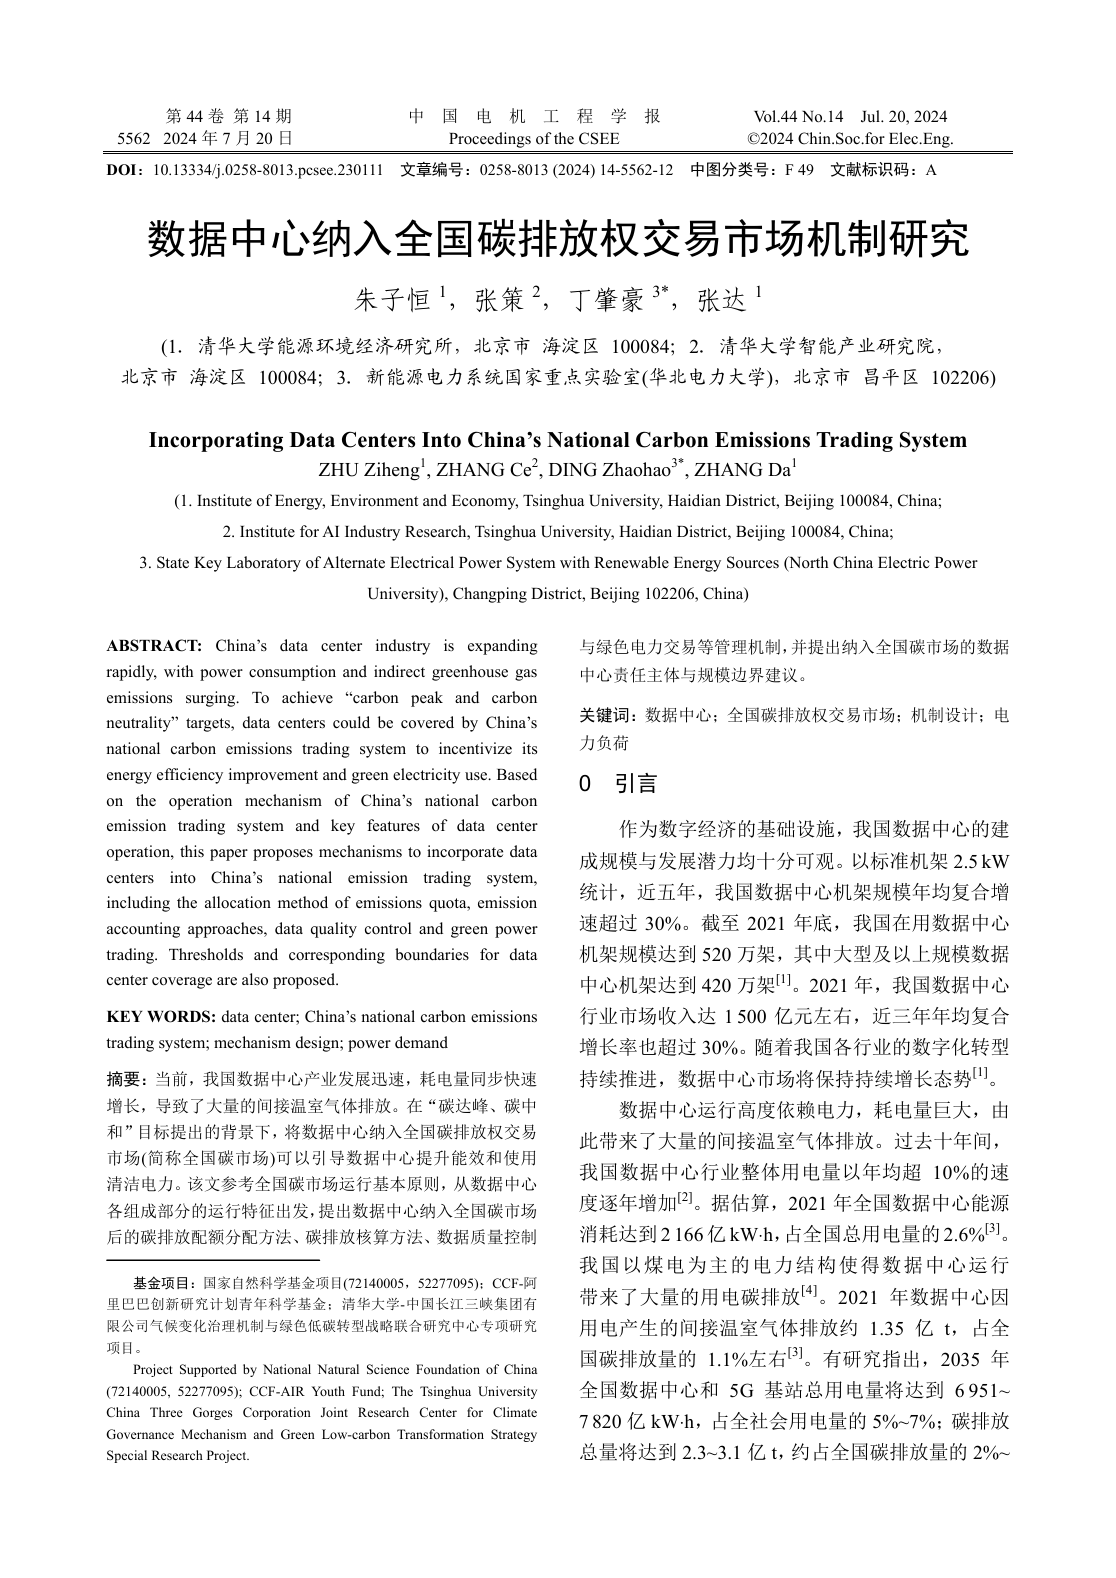 第 44 卷 第 14 期 中 国 电 机 工 程 学 报 Vol.44 No.14 Jul. 20, 2024
5562 2024 年 7 月 20 日 Proceedings of the CSEE ©2024 Chin.Soc.for Elec.Eng.
DOI：10.13334/j.0258-8013.pcsee.230111 文章编号：0258-8013 (2024) 14-5562-12 中图分类号：F 49 文献标识码：A
数据中心纳入全国碳排放权交易市场机制研究
朱子恒 1，张策 2，丁肇豪 3*，张达 1
(1．清华大学能源环境经济研究所，北京市 海淀区 100084；2．清华大学智能产业研究院，
北京市 海淀区 100084；3．新能源电力系统国家重点实验室(华北电力大学)，北京市 昌平区 102206)
Incorporating Data Centers Into China’s National Carbon Emissions Trading System
ZHU Ziheng1, ZHANG Ce2, DING Zhaohao3*, ZHANG Da1
(1. Institute of Energy, Environment and Economy, Tsinghua University, Haidian District, Beijing 100084, China;
2. Institute for AI Industry Research, Tsinghua University, Haidian District, Beijing 100084, China;
3. State Key Laboratory of Alternate Electrical Power System with Renewable Energy Sources (North China Electric Power
University), Changping District, Beijing 102206, China)
ABSTRACT: China’s data center industry is expanding
rapidly, with power consumption and indirect greenhouse gas
emissions surging. To achieve “carbon peak and carbon
neutrality” targets, data centers could be covered by China’s
national carbon emissions trading system to incentivize its
energy efficiency improvement and green electricity use. Based
on the operation mechanism of China’s national carbon
emission trading system and key features of data center
operation, this paper proposes mechanisms to incorporate data
centers into China’s national emission trading system,
including the allocation method of emissions quota, emission
accounting approaches, data quality control and green power
trading. Thresholds and corresponding boundaries for data
center coverage are also proposed.
KEY WORDS: data center; China’s national carbon emissions
trading system; mechanism design; power demand
摘要：当前，我国数据中心产业发展迅速，耗电量同步快速
增长，导致了大量的间接温室气体排放。在“碳达峰、碳中
和”目标提出的背景下，将数据中心纳入全国碳排放权交易
市场(简称全国碳市场)可以引导数据中心提升能效和使用
清洁电力。该文参考全国碳市场运行基本原则，从数据中心
各组成部分的运行特征出发，提出数据中心纳入全国碳市场
后的碳排放配额分配方法、碳排放核算方法、数据质量控制
基金项目：国家自然科学基金项目(72140005，52277095)；CCF-阿
里巴巴创新研究计划青年科学基金；清华大学-中国长江三峡集团有
限公司气候变化治理机制与绿色低碳转型战略联合研究中心专项研究
项目。
Project Supported by National Natural Science Foundation of China
(72140005, 52277095); CCF-AIR Youth Fund; The Tsinghua University
China Three Gorges Corporation Joint Research Center for Climate
Governance Mechanism and Green Low-carbon Transformation Strategy
Special Research Project.
与绿色电力交易等管理机制，并提出纳入全国碳市场的数据
中心责任主体与规模边界建议。
关键词：数据中心；全国碳排放权交易市场；机制设计；电
力负荷
0 引言
作为数字经济的基础设施，我国数据中心的建
成规模与发展潜力均十分可观。以标准机架 2.5 kW
统计，近五年，我国数据中心机架规模年均复合增
速超过 30%。截至 2021 年底，我国在用数据中心
机架规模达到 520 万架，其中大型及以上规模数据
中心机架达到 420 万架[1]。2021 年，我国数据中心
行业市场收入达 1 500 亿元左右，近三年年均复合
增长率也超过 30%。随着我国各行业的数字化转型
持续推进，数据中心市场将保持持续增长态势[1]。
数据中心运行高度依赖电力，耗电量巨大，由
此带来了大量的间接温室气体排放。过去十年间，
我国数据中心行业整体用电量以年均超 10%的速
度逐年增加[2]。据估算，2021 年全国数据中心能源
消耗达到 2 166 亿 kW·h，占全国总用电量的 2.6%[3]。
我国以煤电为主的电力结构使得数据中心运行
带来了大量的用电碳排放[4]。2021 年数据中心因
用电产生的间接温室气体排放约 1.35 亿 t，占全
国碳排放量的 1.1%左右[3]。有研究指出，2035 年
全国数据中心和 5G 基站总用电量将达到 6 951~
7 820 亿 kW·h，占全社会用电量的 5%~7%；碳排放
总量将达到 2.3~3.1 亿 t，约占全国碳排放量的 2%~